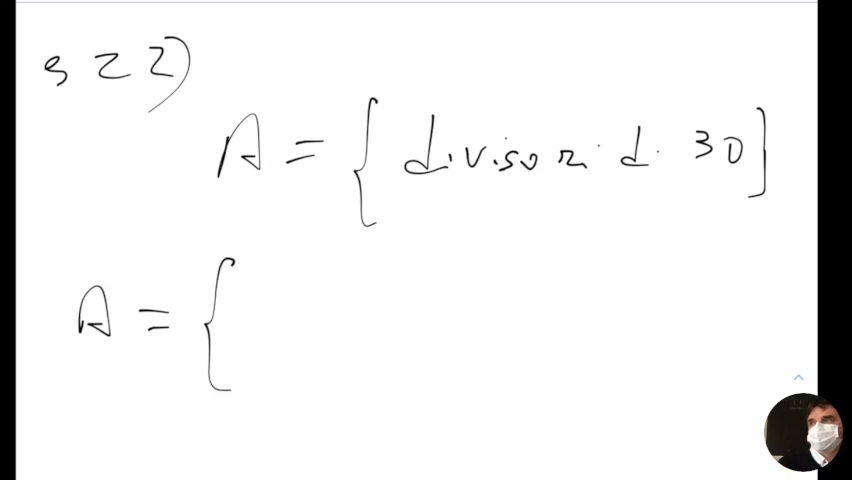 s 22)
A = { divisori di 30 }
A = {